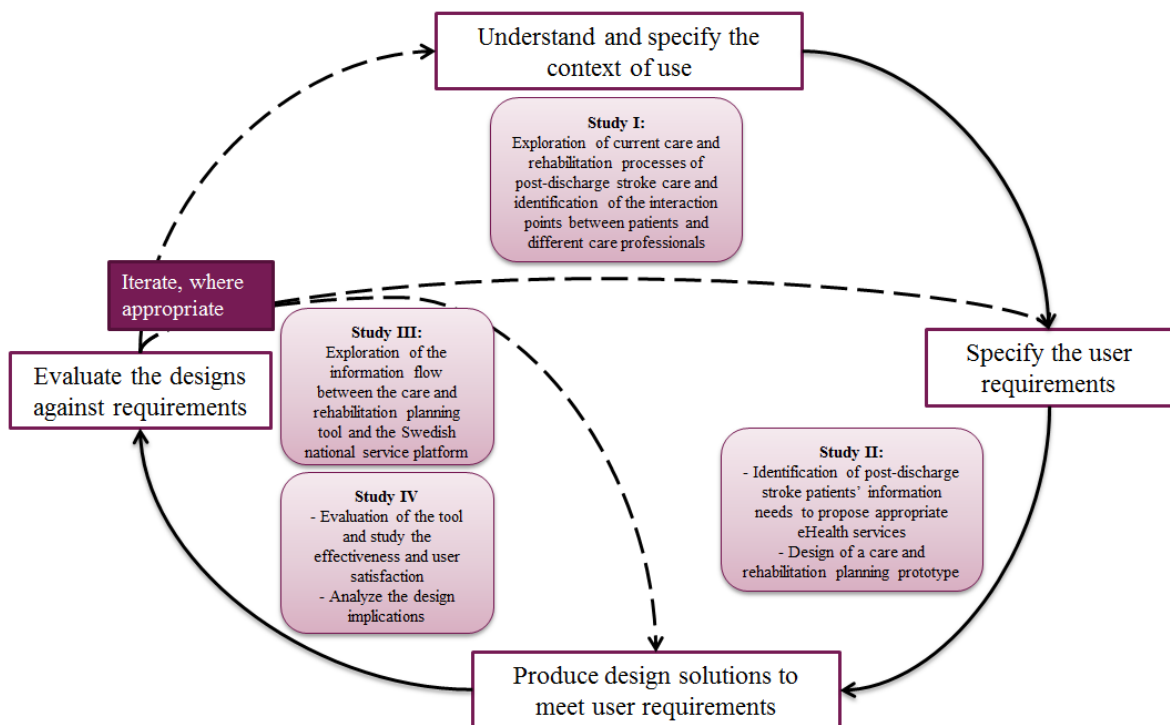 Understand and specify the
context of use
Study I:
Exploration of current care and
rehabilitation processes of
post-discharge stroke care and
identification of the interaction
points between patients and
different care professionals
Iterate, where
appropriate
Study III:
Exploration of the
information flow
between the care and
rehabilitation planning
tool and the Swedish
national service platform
Evaluate the designs
against requirements
Specify the user
requirements
Study II:
- Identification of post-discharge
stroke patients’ information
needs to propose appropriate
eHealth services
- Design of a care and
rehabilitation planning prototype
Study IV
- Evaluation of the tool
and study the
effectiveness and user
satisfaction
- Analyze the design
implications
Produce design solutions to
meet user requirements